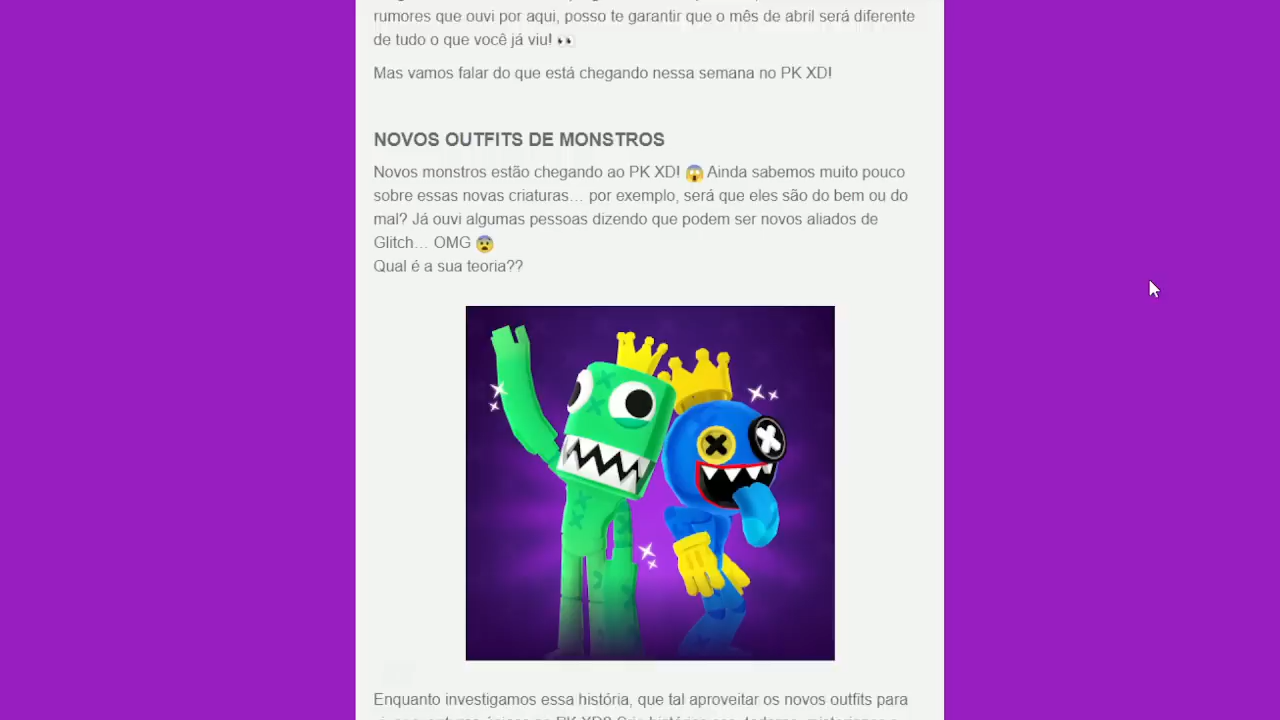 rumores que ouvi por aqui, posso te garantir que o mês de abril será diferente
de tudo o que você já viu! 👀
Mas vamos falar do que está chegando nessa semana no PK XD!
NOVOS OUTFITS DE MONSTROS
Novos monstros estão chegando ao PK XD! 😱 Ainda sabemos muito pouco
sobre essas novas criaturas… por exemplo, será que eles são do bem ou do
mal? Já ouvi algumas pessoas dizendo que podem ser novos aliados de
Glitch… OMG 😨
Qual é a sua teoria??
Enquanto investigamos essa história, que tal aproveitar os novos outfits para